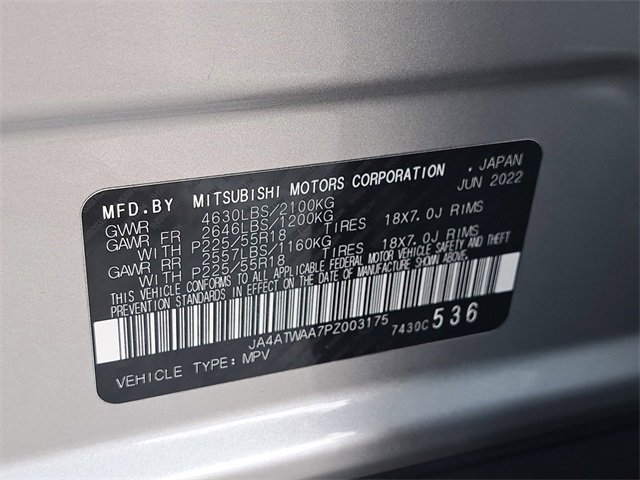 MFD.BY MITSUBISHI MOTORS CORPORATION . JAPAN
JUN 2022
GVWR 4630LBS/2100KG
GAWR FR 2646LBS/1200KG
WITH P225/55R18 TIRES 18X7.0J RIMS
GAWR RR 2557LBS/1160KG
WITH P225/55R18 TIRES 18X7.0J RIMS
THIS VEHICLE CONFORMS TO ALL APPLICABLE FEDERAL MOTOR VEHICLE SAFETY AND THEFT
PREVENTION STANDARDS IN EFFECT ON THE DATE OF MANUFACTURE SHOWN ABOVE.
JA4ATWAA7PZ003175 7430C 536
VEHICLE TYPE: MPV